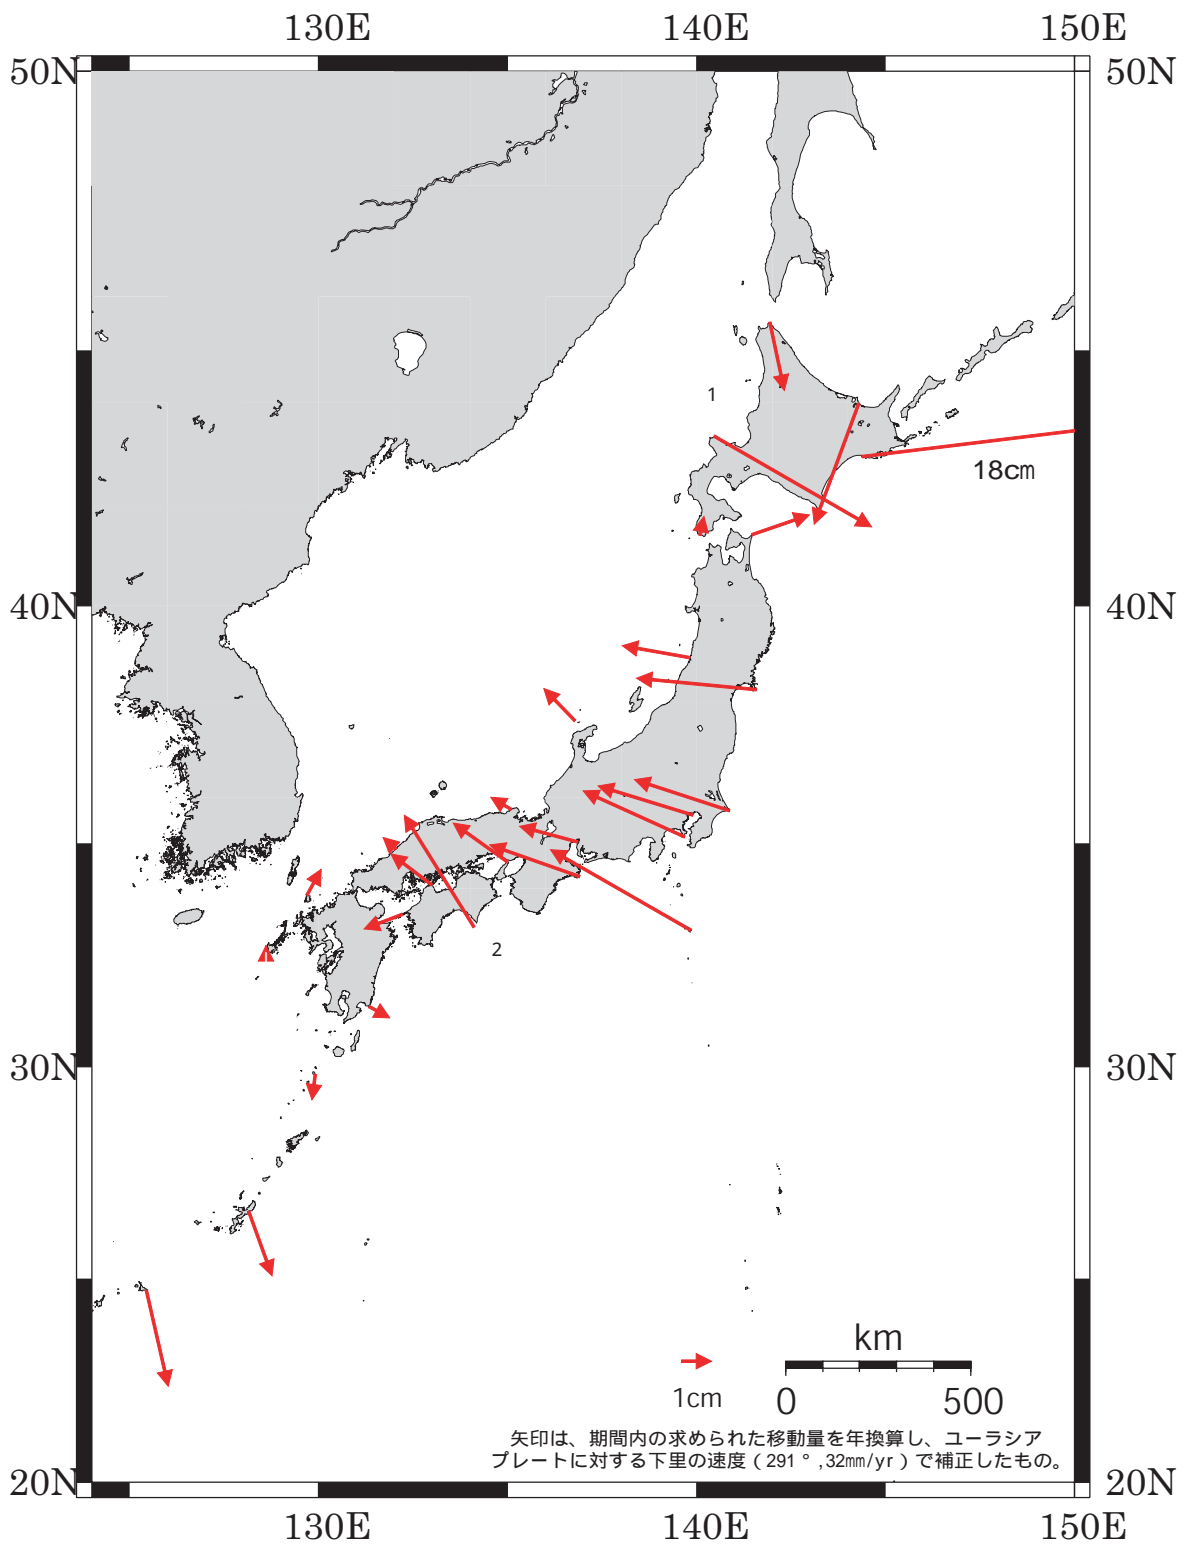 130E 140E 150E
50N 50N
1
18cm
40N 40N
2
30N 30N
km
1cm 0 500
矢印は、期間内の求められた移動量を年換算し、ユーラシア
プレートに対する下里の速度（291°,32mm/yr）で補正したもの。
20N 20N
130E 140E 150E